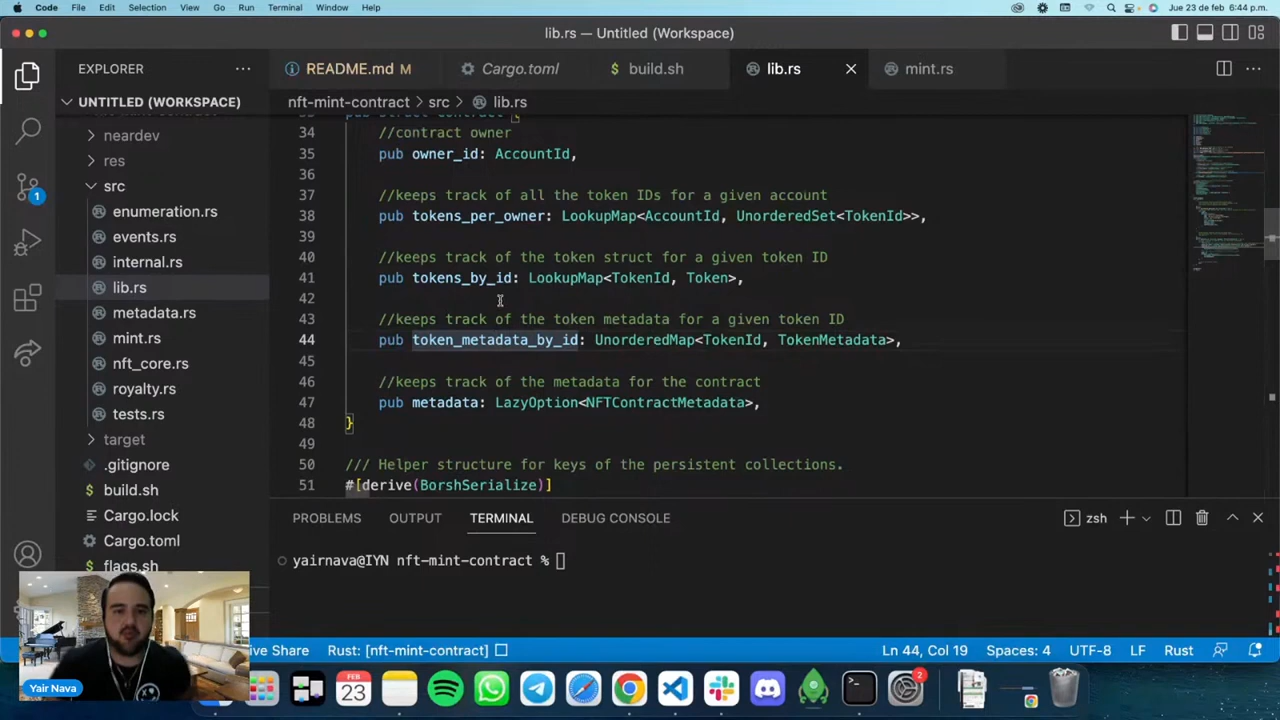 Code File Edit Selection View Go Run Terminal Window Help Jue 23 de feb 6:44 p.m.
lib.rs — Untitled (Workspace)
EXPLORER
README.md M Cargo.toml build.sh lib.rs mint.rs
UNTITLED (WORKSPACE)
nft-mint-contract > src > lib.rs
neardev
res
src
enumeration.rs
events.rs
internal.rs
lib.rs
metadata.rs
mint.rs
nft_core.rs
royalty.rs
tests.rs
target
.gitignore
build.sh
Cargo.lock
Cargo.toml
flags.sh
1
33 pub struct Contract {
34 //contract owner
35 pub owner_id: AccountId,
36
37 //keeps track of all the token IDs for a given account
38 pub tokens_per_owner: LookupMap<AccountId, UnorderedSet<TokenId>>,
39
40 //keeps track of the token struct for a given token ID
41 pub tokens_by_id: LookupMap<TokenId, Token>,
42
43 //keeps track of the token metadata for a given token ID
44 pub token_metadata_by_id: UnorderedMap<TokenId, TokenMetadata>,
45
46 //keeps track of the metadata for the contract
47 pub metadata: LazyOption<NFTContractMetadata>,
48 }
49
50 /// Helper structure for keys of the persistent collections.
51 #[derive(BorshSerialize)]
PROBLEMS OUTPUT TERMINAL DEBUG CONSOLE zsh
yairnava@IYN nft-mint-contract %
ve Share Rust: [nft-mint-contract] Ln 44, Col 19 Spaces: 4 UTF-8 LF Rust
Yair Nava
FEB
23
2